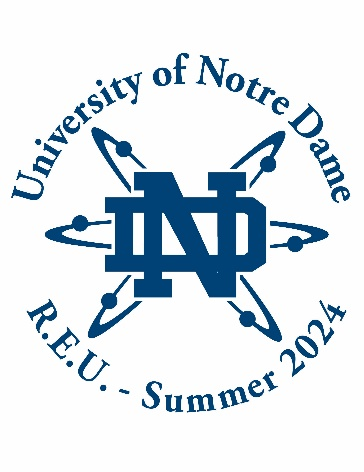 University of Notre Dame
ND
R.E.U. - Summer 2024